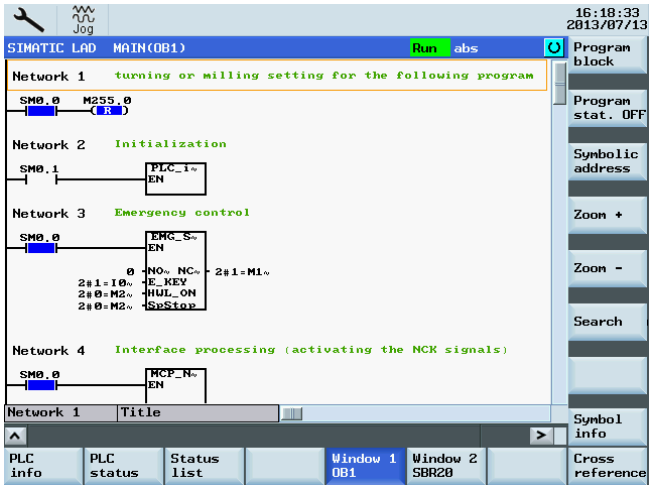 Jog
16:18:33
2013/07/13
SIMATIC LAD MAIN(OB1) Run abs
Program
block
Network 1 turning or milling setting for the following program
SM0.0 M255.0
R
Program
stat. OFF
Network 2 Initialization
Symbolic
address
SM0.1 PLC_i~
EN
Network 3 Emergency control
Zoom +
SM0.0 EMG_S~
EN
0 NO~ NC~ 2#1=M1~
2#1=I0~ E_KEY
2#0=M2~ HWL_ON
2#0=M2~ SpStop
Zoom -
Search
Network 4 Interface processing (activating the NCK signals)
SM0.0 MCP_N~
EN
Network 1 Title
Symbol
info
PLC
info
PLC
status
Status
list
Window 1
OB1
Window 2
SBR20
Cross
reference